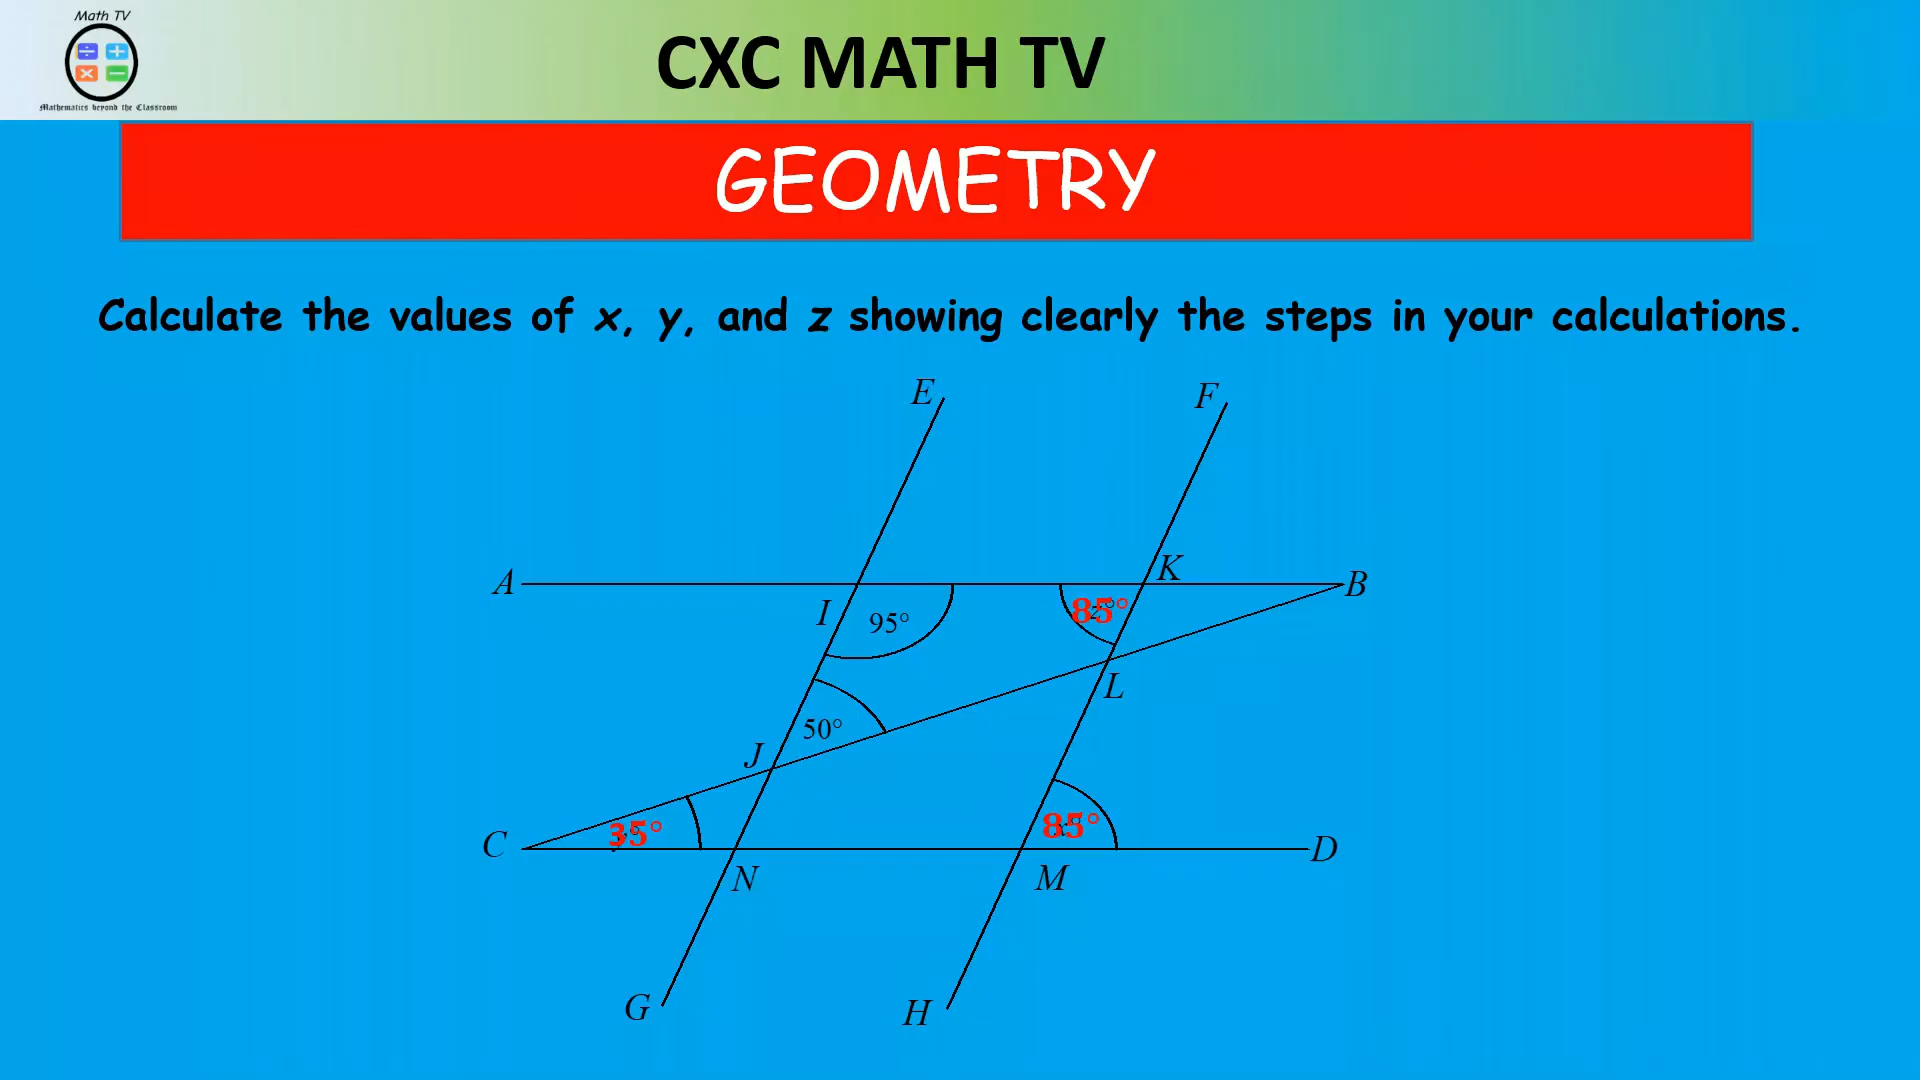 Math TV
÷ +
× −
Mathematics beyond the Classroom
CXC MATH TV
GEOMETRY
Calculate the values of x, y, and z showing clearly the steps in your calculations.
E F
A I K B
95° 85°
50° L
J
C 35° 85° D
N M
G H